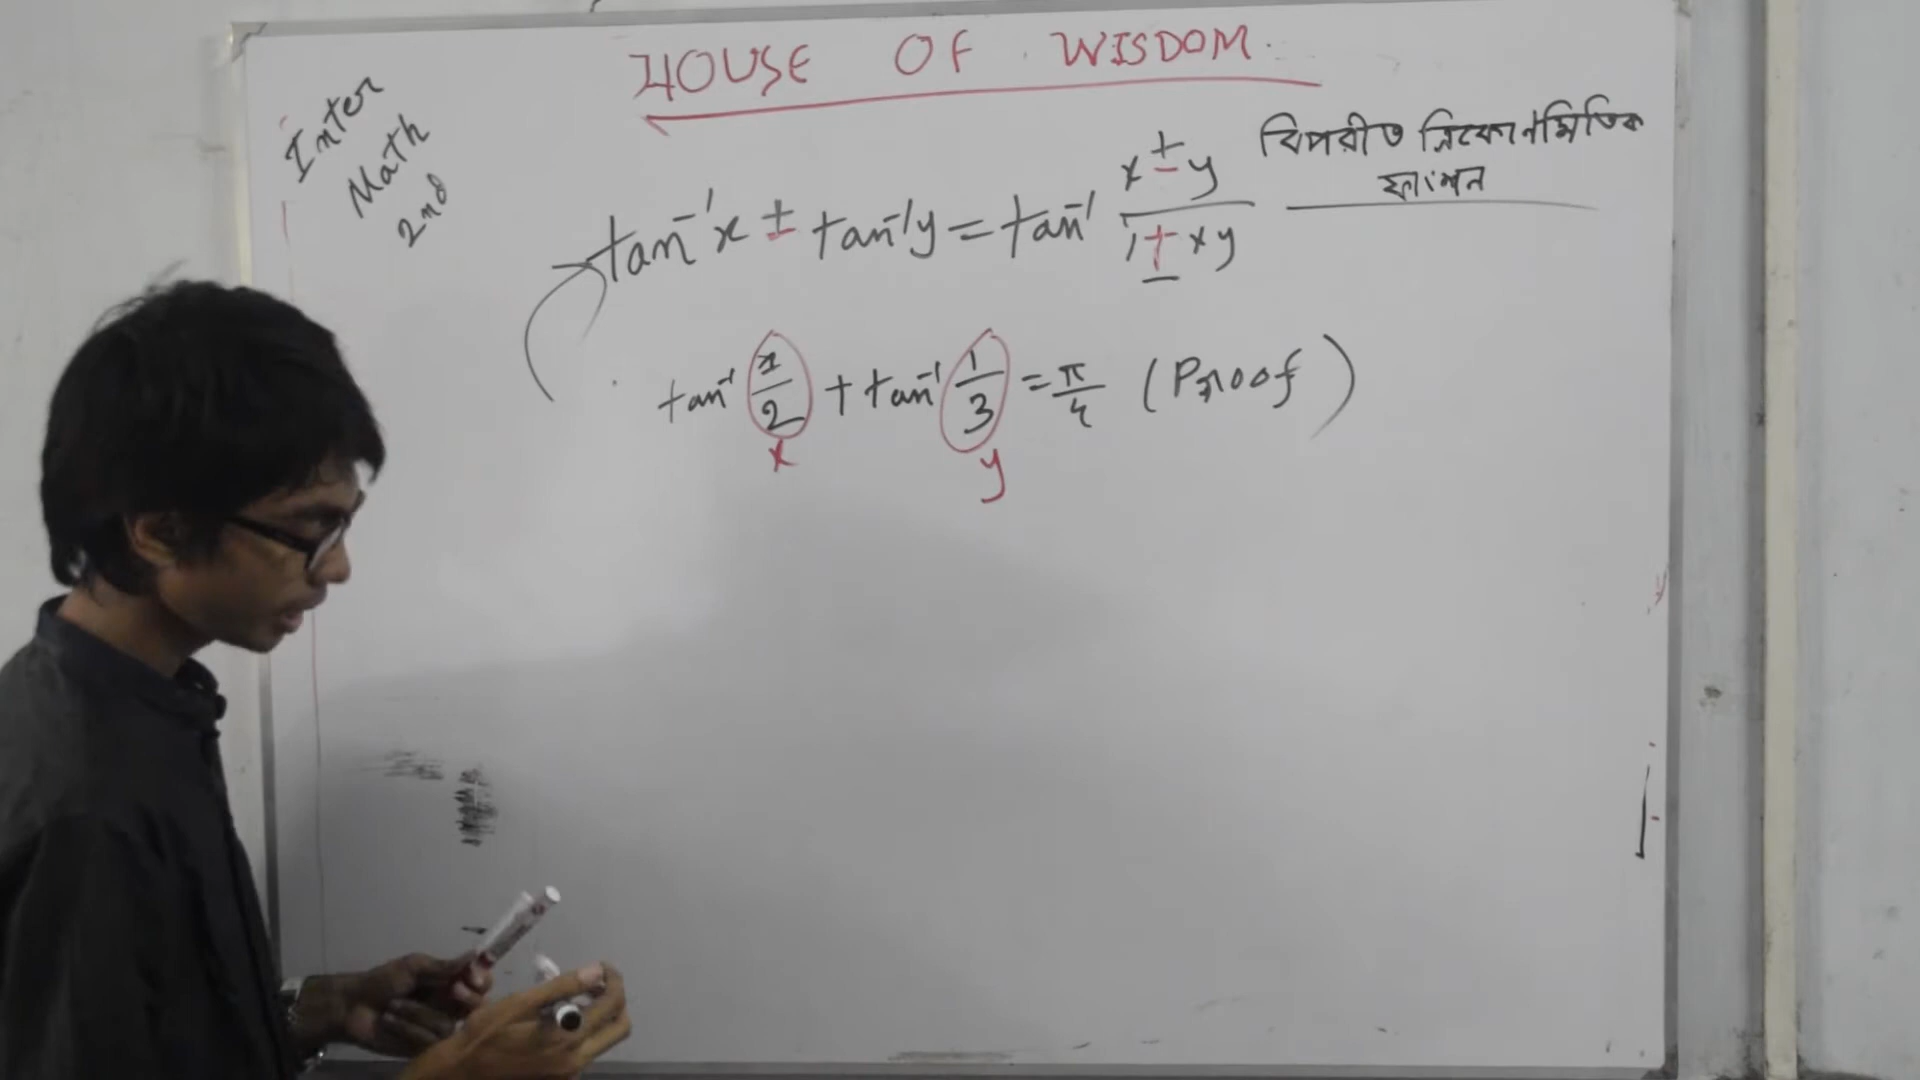 HOUSE OF WISDOM
Inter
Math
2nd
বিপরীত ত্রিকোনমিতিক
ফাংশন
tan⁻¹x ± tan⁻¹y = tan⁻¹ (x ± y)/(1 ± xy)
tan⁻¹ 1/2 + tan⁻¹ 1/3 = π/4 (Proof)
x y